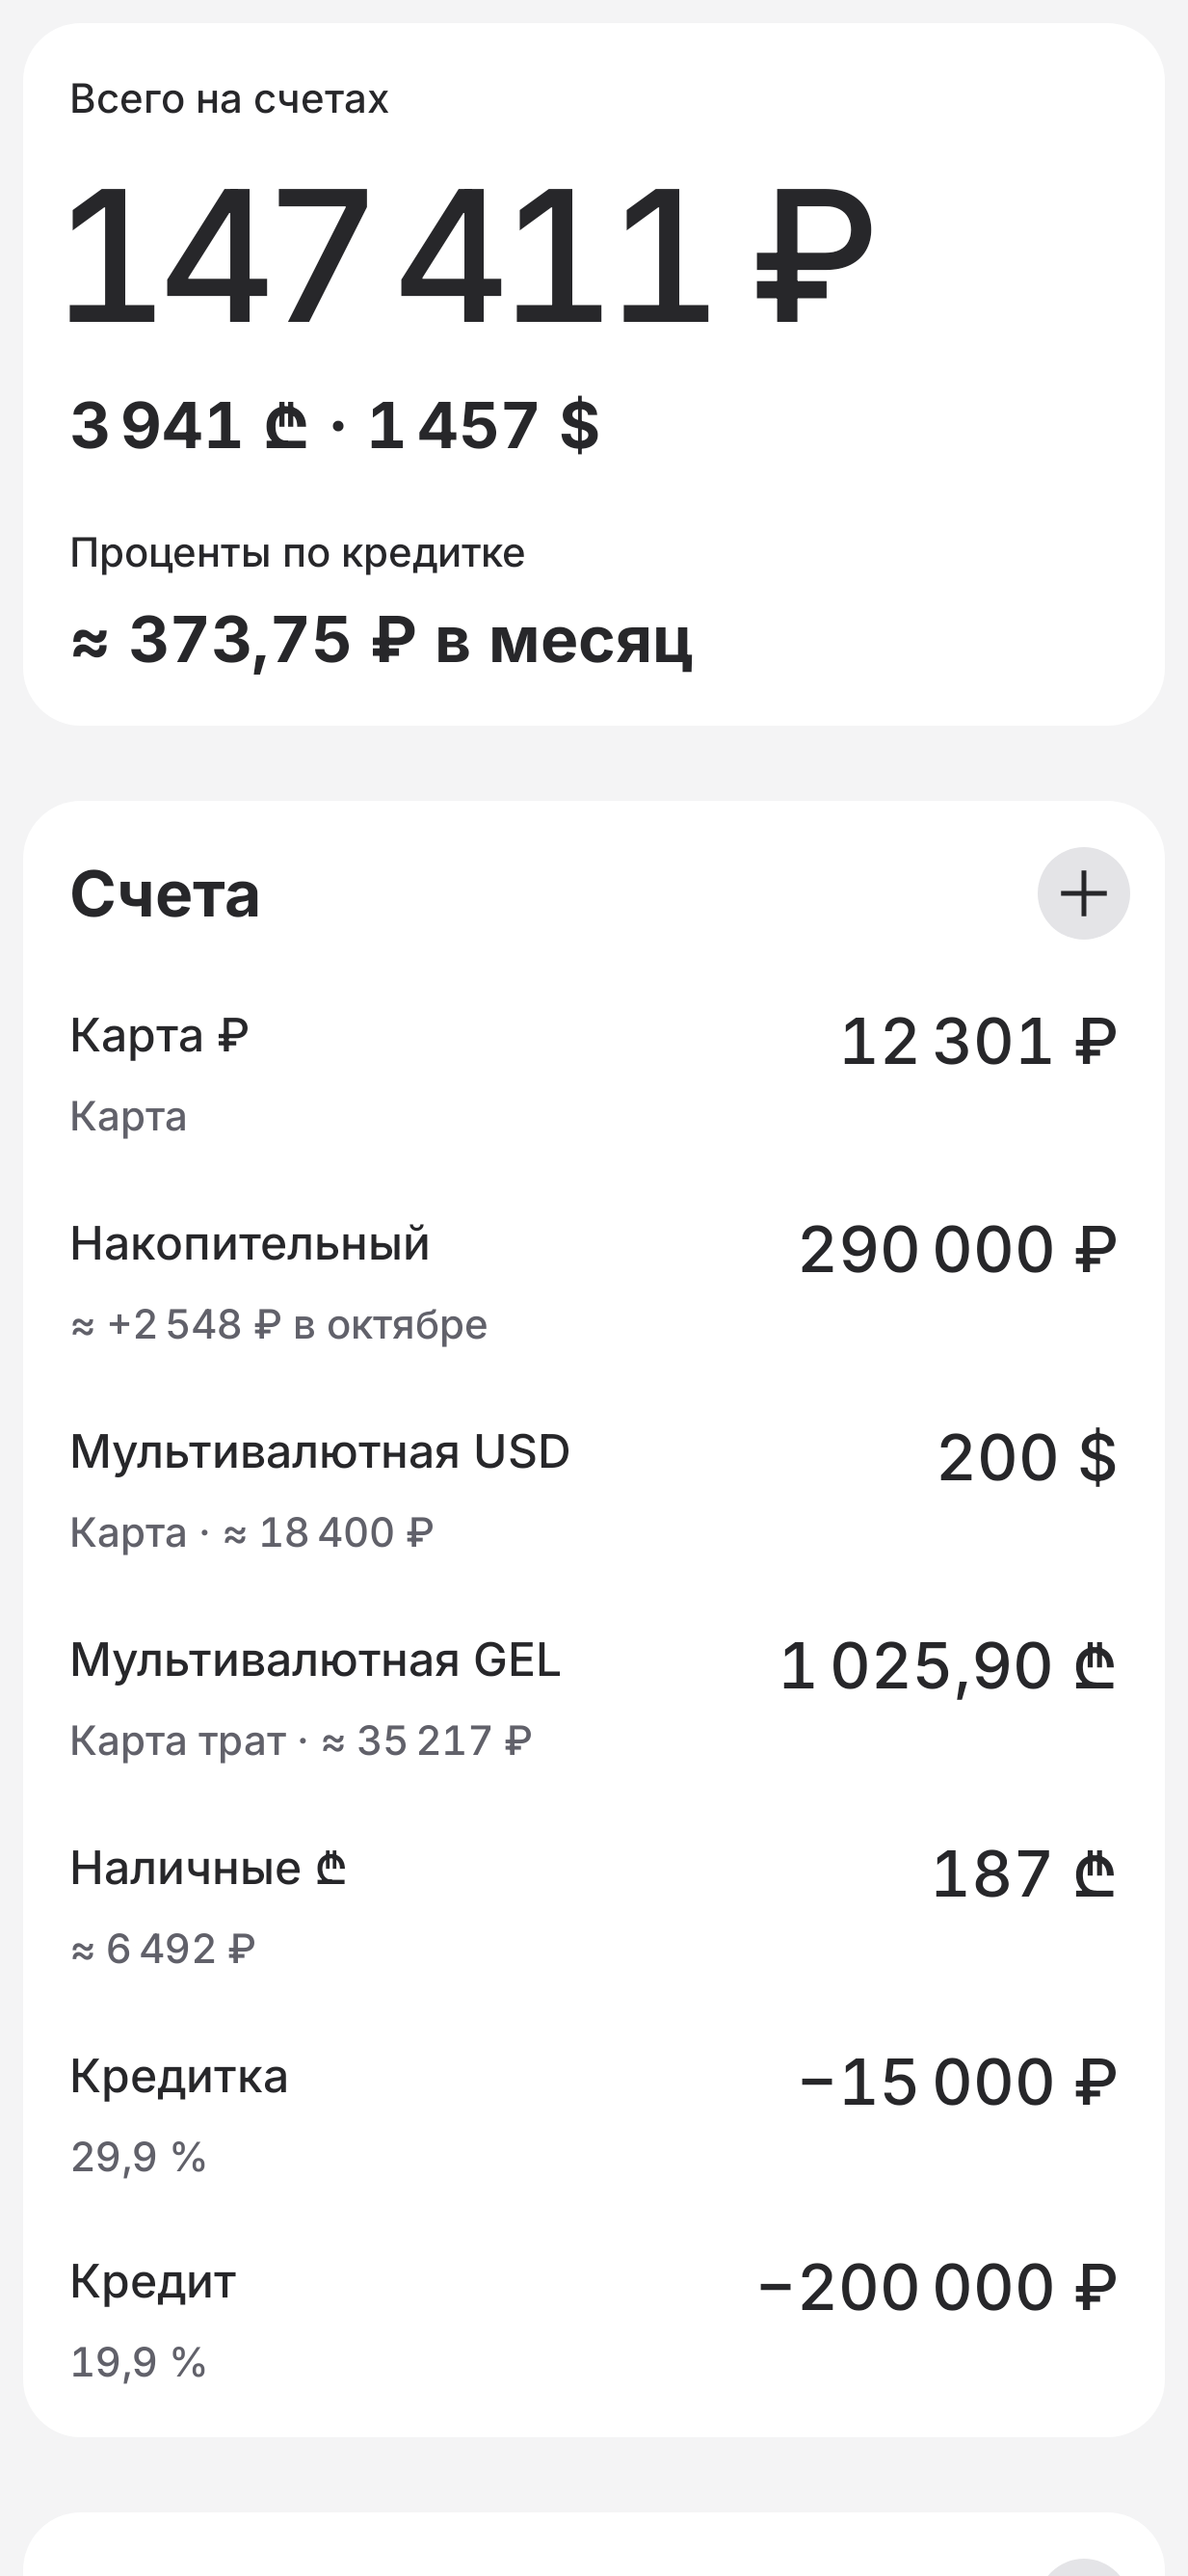 Всего на счетах
147 411 ₽
3 941 ₾ · 1 457 $
Проценты по кредитке
≈ 373,75 ₽ в месяц
Счета
Карта ₽
12 301 ₽
Карта
Накопительный
290 000 ₽
≈ +2 548 ₽ в октябре
Мультивалютная USD
200 $
Карта · ≈ 18 400 ₽
Мультивалютная GEL
1 025,90 ₾
Карта трат · ≈ 35 217 ₽
Наличные ₾
187 ₾
≈ 6 492 ₽
Кредитка
−15 000 ₽
29,9 %
Кредит
−200 000 ₽
19,9 %